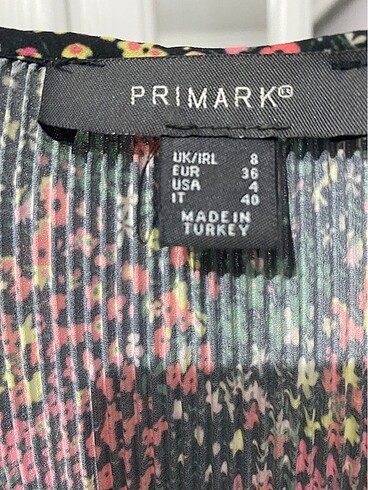 PRIMARK®
UK/IRL 8
EUR 36
USA 4
IT 40
MADE IN
TURKEY